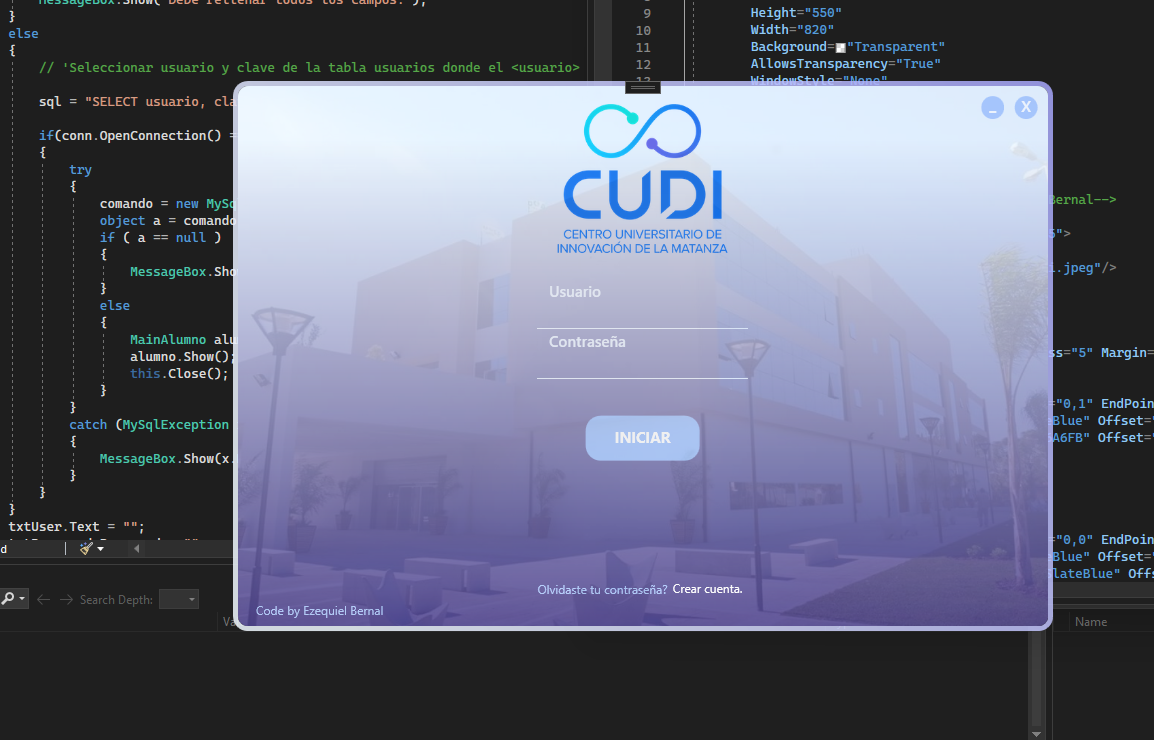 MessageBox.Show("Debe rellenar todos los campos.");
}
else
{
// 'Seleccionar usuario y clave de la tabla usuarios donde el <usuario>
sql = "SELECT usuario, cla
if(conn.OpenConnection() =
{
try
{
comando = new MySq
object a = comando
if ( a == null )
{
MessageBox.Sho
}
else
{
MainAlumno alu
alumno.Show();
this.Close();
}
}
catch (MySqlException
{
MessageBox.Show(x.
}
}
}
txtUser.Text = "";
d
Search Depth:
Va
9
10
11
12
13
Height="550"
Width="820"
Background="Transparent"
AllowsTransparency="True"
WindowStyle="None"
X
CUDI
CENTRO UNIVERSITARIO DE
INNOVACIÓN DE LA MATANZA
Usuario
Contraseña
INICIAR
Olvidaste tu contraseña? Crear cuenta.
Code by Ezequiel Bernal
Bernal-->
5">
i.jpeg"/>
ss="5" Margin=
="0,1" EndPoin
eBlue" Offset="
A6FB" Offset="
="0,0" EndPoin
eBlue" Offset="
lateBlue" Offs
Name